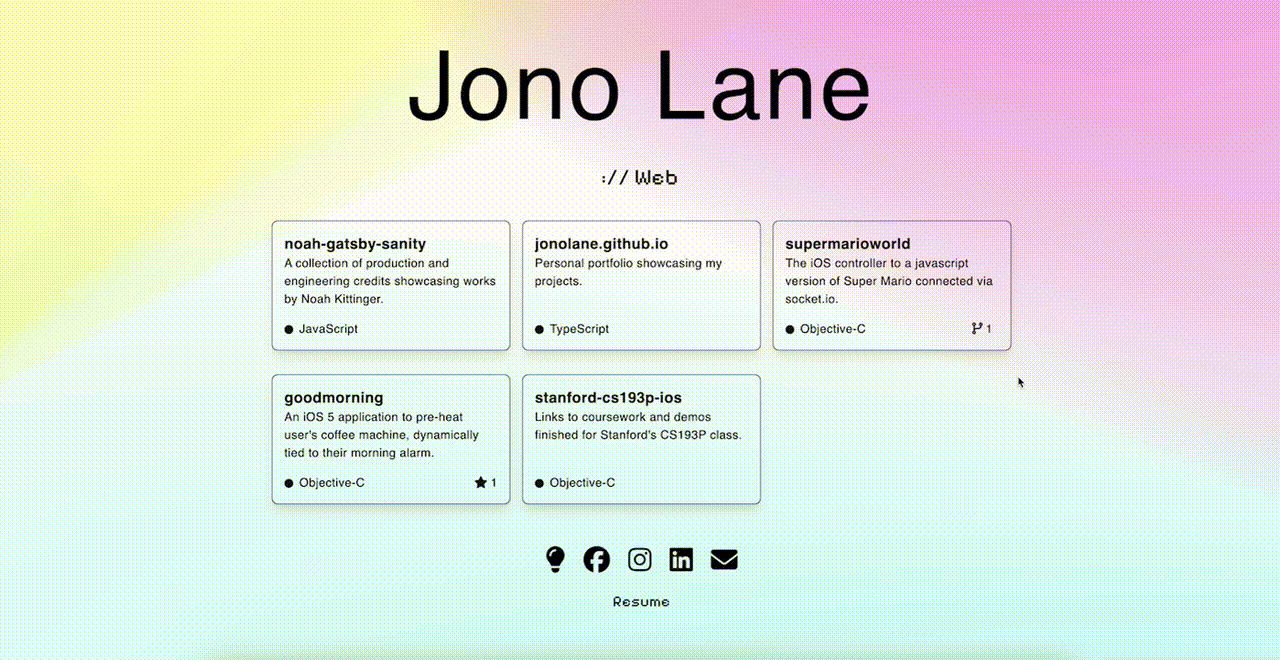 Jono Lane
:// Web
noah-gatsby-sanity
A collection of production and
engineering credits showcasing works
by Noah Kittinger.
JavaScript
jonolane.github.io
Personal portfolio showcasing my
projects.
TypeScript
supermarioworld
The iOS controller to a javascript
version of Super Mario connected via
socket.io.
Objective-C 1
goodmorning
An iOS 5 application to pre-heat
user's coffee machine, dynamically
tied to their morning alarm.
Objective-C 1
stanford-cs193p-ios
Links to coursework and demos
finished for Stanford's CS193P class.
Objective-C
Resume